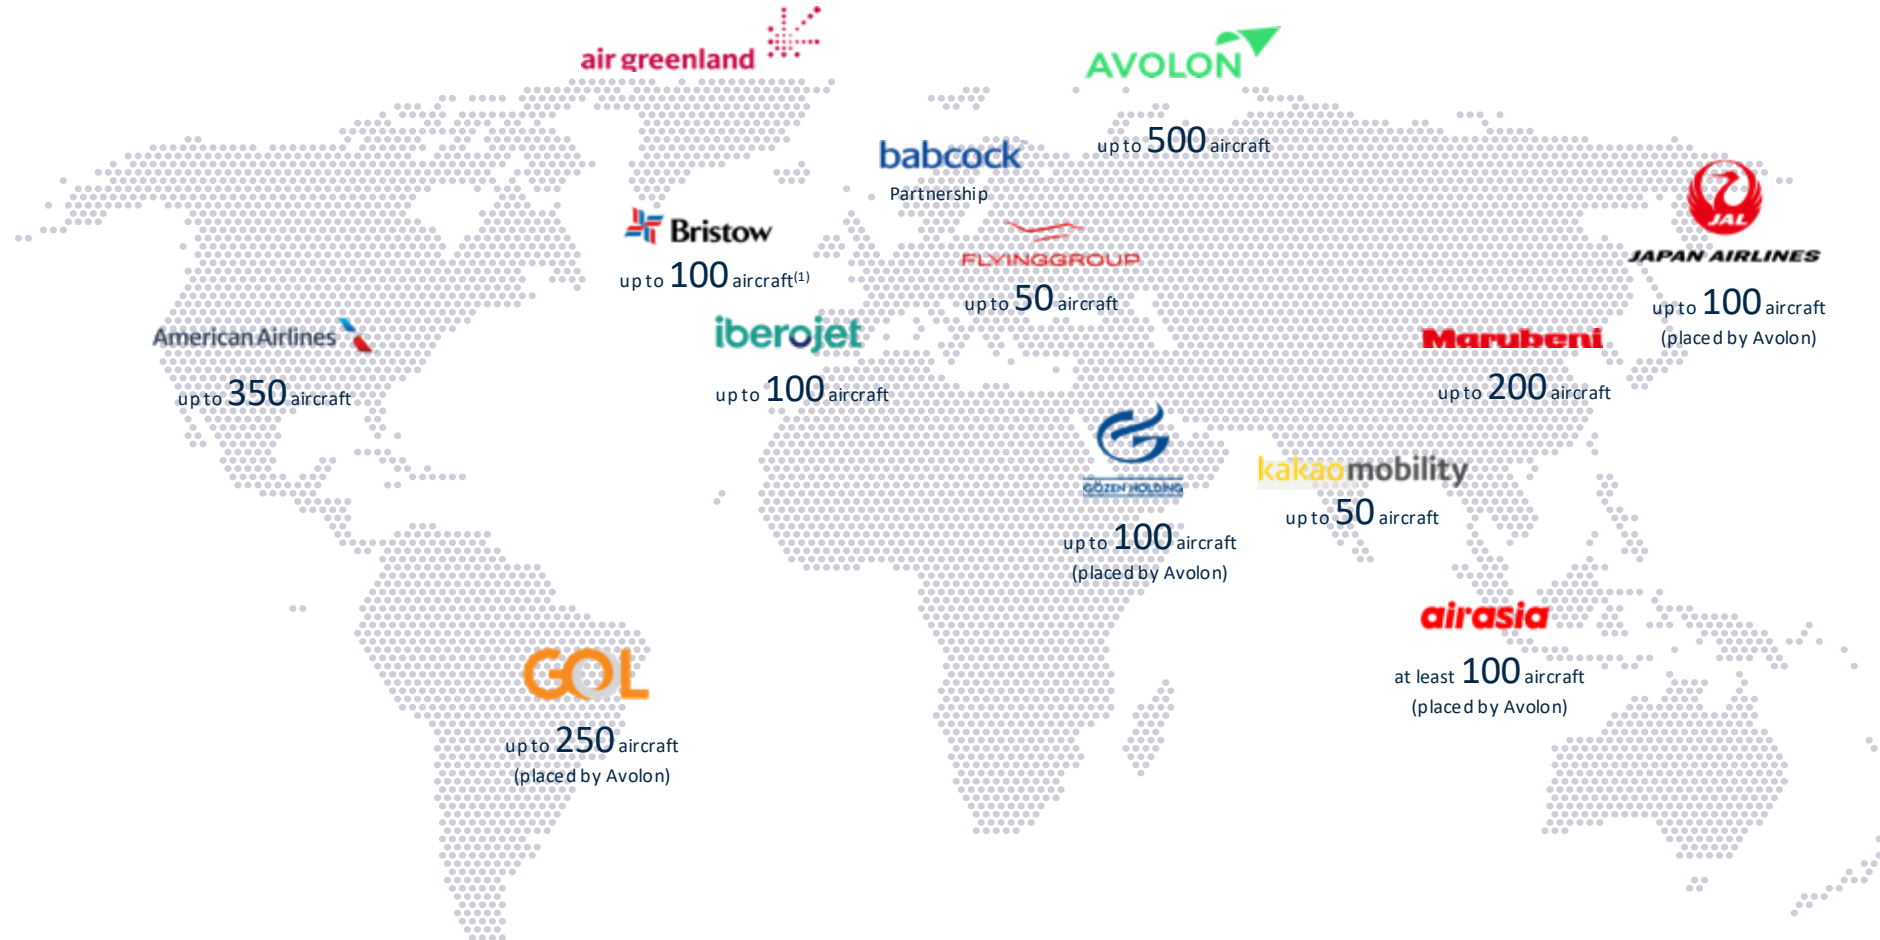 air greenland
AVOLON
up to 500 aircraft
babcock
Partnership
JAL
JAPAN AIRLINES
up to 100 aircraft
(placed by Avolon)
Bristow
up to 100 aircraft(1)
FLYINGGROUP
up to 50 aircraft
American Airlines
up to 350 aircraft
iberojet
up to 100 aircraft
Marubeni
up to 200 aircraft
GÖZEN HOLDING
up to 100 aircraft
(placed by Avolon)
kakaomobility
up to 50 aircraft
airasia
at least 100 aircraft
(placed by Avolon)
GOL
up to 250 aircraft
(placed by Avolon)